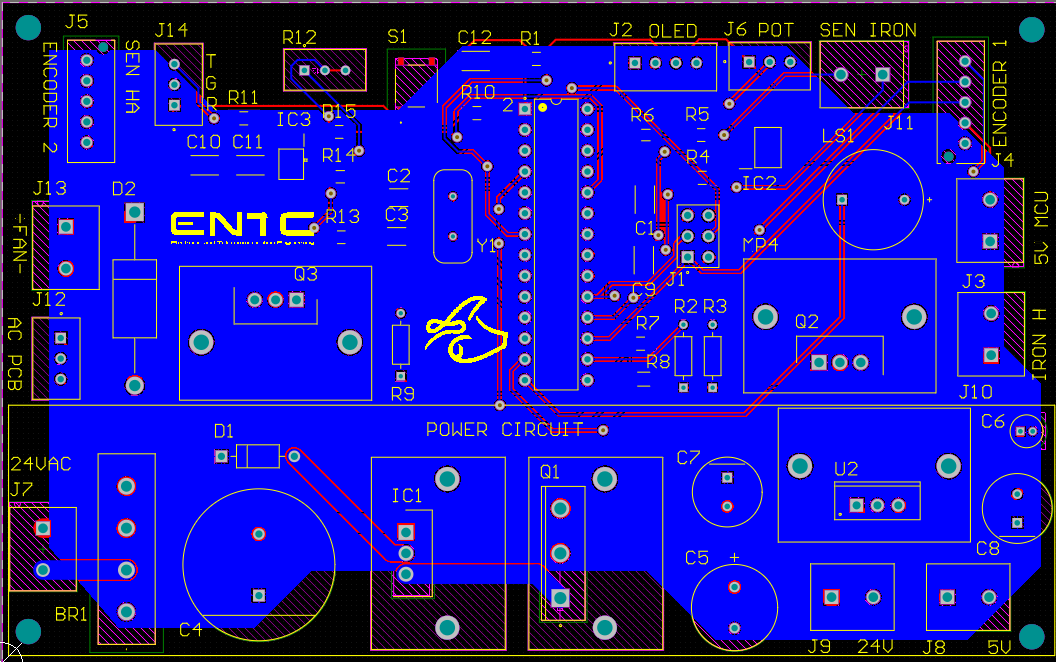 J5
J14
R12
S1
C12
R1
J2
OLED
J6
POT
SEN IRON
ENCODER 2
SEN HA
T
G
R
R11
IC3
R15
R10
2
R6
R5
ENCODER 1
C10
C11
R14
R4
LS1
J11
J4
J13
D2
C2
IC2
-FAN-
ENTC
R13
C3
Y1
C1
MP4
5V MCU
Q3
J1
J12
C9
J3
AC PCB
R2
R3
R7
Q2
IRON H
R8
R9
J10
D1
POWER CIRCUIT
C6
24VAC
C7
J7
IC1
Q1
U2
C8
C5
+
BR1
C4
J9
24V
J8
5V